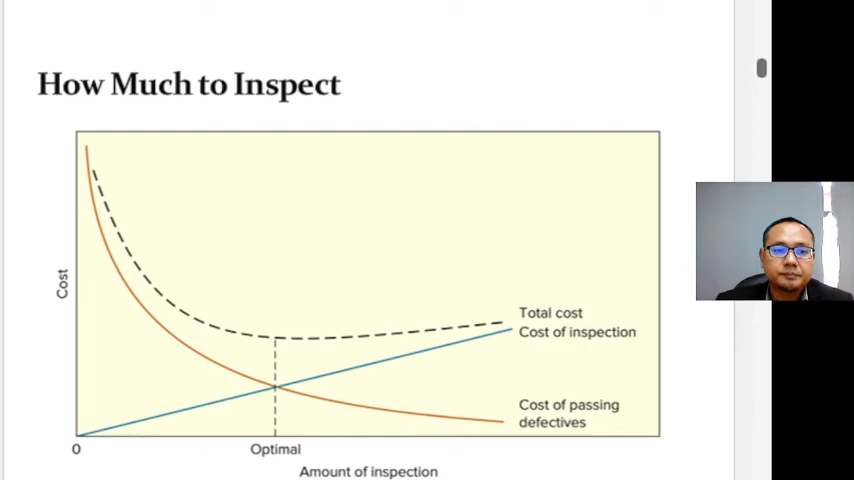 How Much to Inspect
Cost
Total cost
Cost of inspection
Cost of passing
defectives
0
Optimal
Amount of inspection